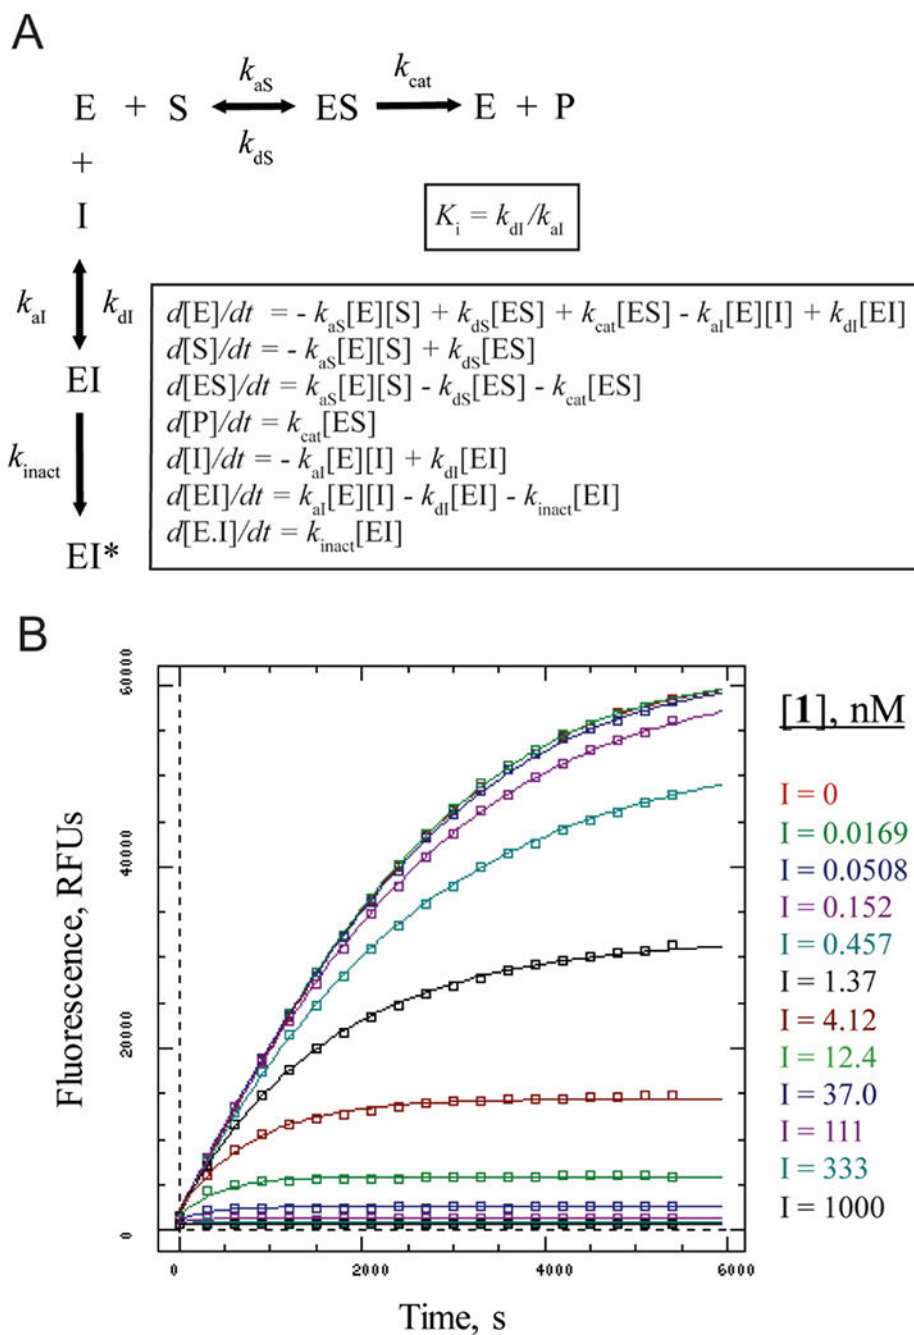 A
k_aS
k_cat
E + S ES E + P
k_dS
+
I
K_i = k_dI/k_aI
k_aI k_dI
d[E]/dt = - k_aS[E][S] + k_dS[ES] + k_cat[ES] - k_aI[E][I] + k_dI[EI]
d[S]/dt = - k_aS[E][S] + k_dS[ES]
EI
d[ES]/dt = k_aS[E][S] - k_dS[ES] - k_cat[ES]
d[P]/dt = k_cat[ES]
k_inact
d[I]/dt = - k_aI[E][I] + k_dI[EI]
d[EI]/dt = k_aI[E][I] - k_dI[EI] - k_inact[EI]
d[E.I]/dt = k_inact[EI]
EI*
B
60000
40000
20000
0
Fluorescence, RFUs
0 2000 4000 6000
Time, s
[1], nM
I = 0
I = 0.0169
I = 0.0508
I = 0.152
I = 0.457
I = 1.37
I = 4.12
I = 12.4
I = 37.0
I = 111
I = 333
I = 1000